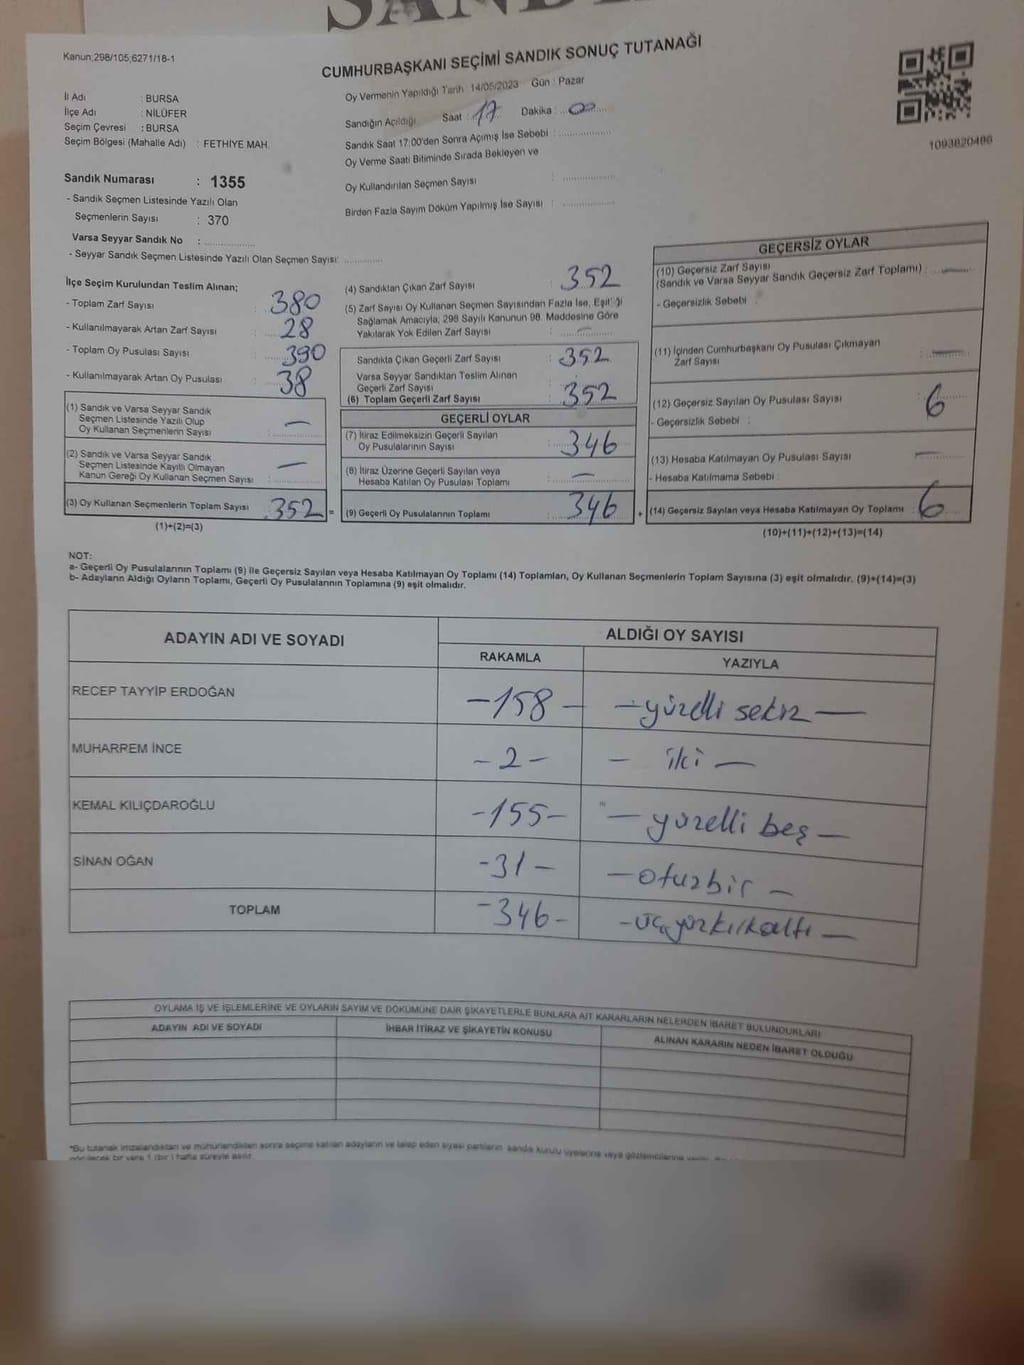 Kanun;298/105;6271/18-1
CUMHURBAŞKANI SEÇİMİ SANDIK SONUÇ TUTANAĞI
İl Adı : BURSA
İlçe Adı : NİLÜFER
Seçim Çevresi : BURSA
Seçim Bölgesi (Mahalle Adı) : FETHİYE MAH.
Oy Vermenin Yapıldığı Tarih 14/05/2023 Gün : Pazar
Sandığın Açıldığı Saat : 17 Dakika : 00
Sandık Saat 17:00'den Sonra Açımış İse Sebebi :
Oy Verme Saati Bitiminde Sırada Bekleyen ve
Oy Kullandırılan Seçmen Sayısı :
Birden Fazla Sayım Döküm Yapılmış İse Sayısı :
1093820486
Sandık Numarası : 1355
- Sandık Seçmen Listesinde Yazılı Olan
Seçmenlerin Sayısı : 370
Varsa Seyyar Sandık No :
- Seyyar Sandık Seçmen Listesinde Yazılı Olan Seçmen Sayısı:
İlçe Seçim Kurulundan Teslim Alınan;
- Toplam Zarf Sayısı : 380
- Kullanılmayarak Artan Zarf Sayısı : 28
- Toplam Oy Pusulası Sayısı : 390
- Kullanılmayarak Artan Oy Pusulası : 38
(1) Sandık ve Varsa Seyyar Sandık
Seçmen Listesinde Yazılı Olup
Oy Kullanan Seçmenlerin Sayısı : —
(2) Sandık ve Varsa Seyyar Sandık
Seçmen Listesinde Kayıtlı Olmayan
Kanun Gereği Oy Kullanan Seçmen Sayısı : —
(3) Oy Kullanan Seçmenlerin Toplam Sayısı : 352 =
(1)+(2)=(3)
(4) Sandıktan Çıkan Zarf Sayısı : 352
(5) Zarf Sayısı Oy Kullanan Seçmen Sayısından Fazla İse, Eşitliği
Sağlamak Amacıyla, 298 Sayılı Kanunun 98. Maddesine Göre
Yakılarak Yok Edilen Zarf Sayısı : —
Sandıkta Çıkan Geçerli Zarf Sayısı : 352
Varsa Seyyar Sandıktan Teslim Alınan
Geçerli Zarf Sayısı :
(6) Toplam Geçerli Zarf Sayısı : 352
GEÇERLİ OYLAR
(7) İtiraz Edilmeksizin Geçerli Sayılan
Oy Pusulalarının Sayısı : 346
(8) İtiraz Üzerine Geçerli Sayılan veya
Hesaba Katılan Oy Pusulası Toplamı : —
(9) Geçerli Oy Pusulalarının Toplamı : 346 +
GEÇERSİZ OYLAR
(10) Geçersiz Zarf Sayısı
(Sandık ve Varsa Seyyar Sandık Geçersiz Zarf Toplamı) : —
- Geçersizlik Sebebi :
(11) İçinden Cumhurbaşkanı Oy Pusulası Çıkmayan
Zarf Sayısı : —
(12) Geçersiz Sayılan Oy Pusulası Sayısı : 6
- Geçersizlik Sebebi :
(13) Hesaba Katılmayan Oy Pusulası Sayısı : —
- Hesaba Katılmama Sebebi :
(14) Geçersiz Sayılan veya Hesaba Katılmayan Oy Toplamı : 6
(10)+(11)+(12)+(13)=(14)
NOT:
a- Geçerli Oy Pusulalarının Toplamı (9) ile Geçersiz Sayılan veya Hesaba Katılmayan Oy Toplamı (14) Toplamları, Oy Kullanan Seçmenlerin Toplam Sayısına (3) eşit olmalıdır. (9)+(14)=(3)
b- Adayların Aldığı Oyların Toplamı, Geçerli Oy Pusulalarının Toplamına (9) eşit olmalıdır.
ADAYIN ADI VE SOYADI ALDIĞI OY SAYISI
RAKAMLA YAZIYLA
RECEP TAYYİP ERDOĞAN -158- -yüzelli sekiz-
MUHARREM İNCE -2- - iki -
KEMAL KILIÇDAROĞLU -155- - yüzelli beş -
SİNAN OĞAN -31- -otuzbir -
TOPLAM -346- -üçyüzkırkaltı -
OYLAMA İŞ VE İŞLEMLERİNE VE OYLARIN SAYIM VE DÖKÜMÜNE DAİR ŞİKAYETLERLE BUNLARA AİT KARARLARIN NELERDEN İBARET BULUNDUKLARI
ADAYIN ADI VE SOYADI İHBAR İTİRAZ VE ŞİKAYETİN KONUSU ALINAN KARARIN NEDEN İBARET OLDUĞU
*Bu tutanak imzalandıktan ve mühürlendikten sonra seçime katılan adayların ve talep eden siyasi partilerin sandık kurulu üyelerine veya gözlemcilerine